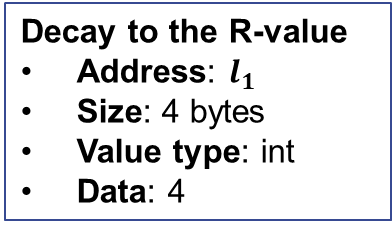 Decay to the R-value
• Address: l₁
• Size: 4 bytes
• Value type: int
• Data: 4